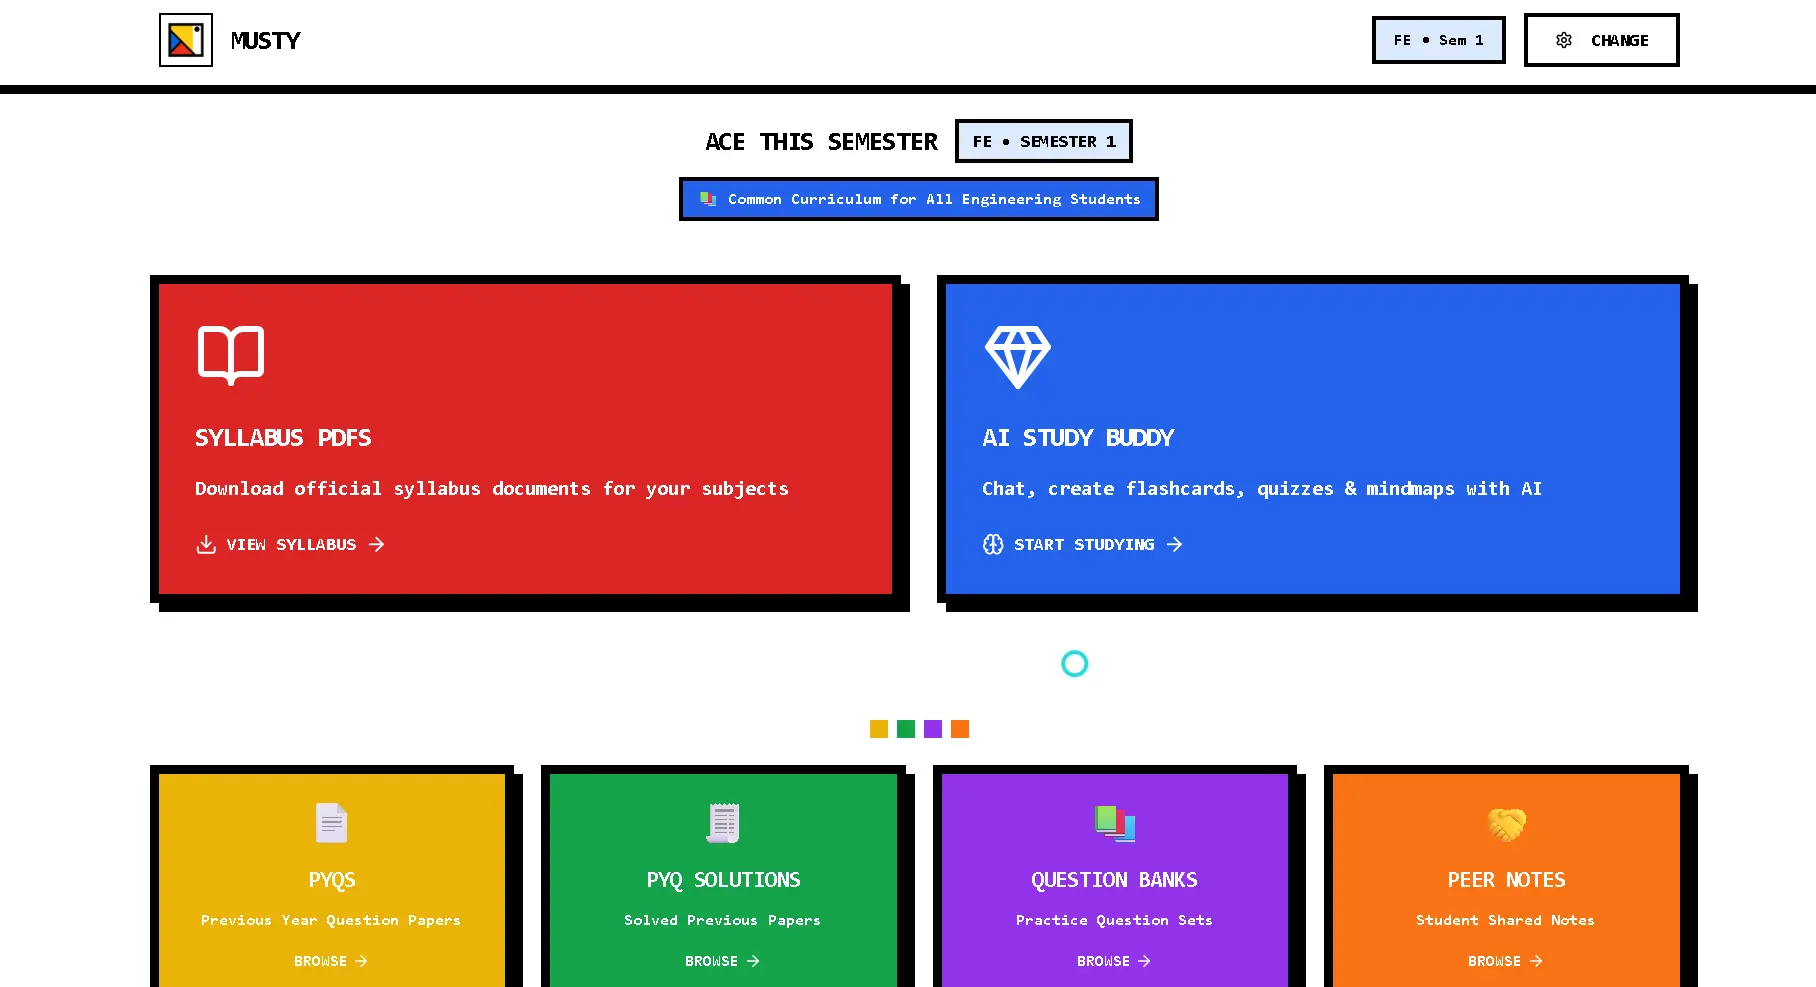 MUSTY
FE • Sem 1
CHANGE
ACE THIS SEMESTER
FE • SEMESTER 1
Common Curriculum for All Engineering Students
SYLLABUS PDFS
Download official syllabus documents for your subjects
VIEW SYLLABUS →
AI STUDY BUDDY
Chat, create flashcards, quizzes & mindmaps with AI
START STUDYING →
PYQS
Previous Year Question Papers
BROWSE →
PYQ SOLUTIONS
Solved Previous Papers
BROWSE →
QUESTION BANKS
Practice Question Sets
BROWSE →
PEER NOTES
Student Shared Notes
BROWSE →